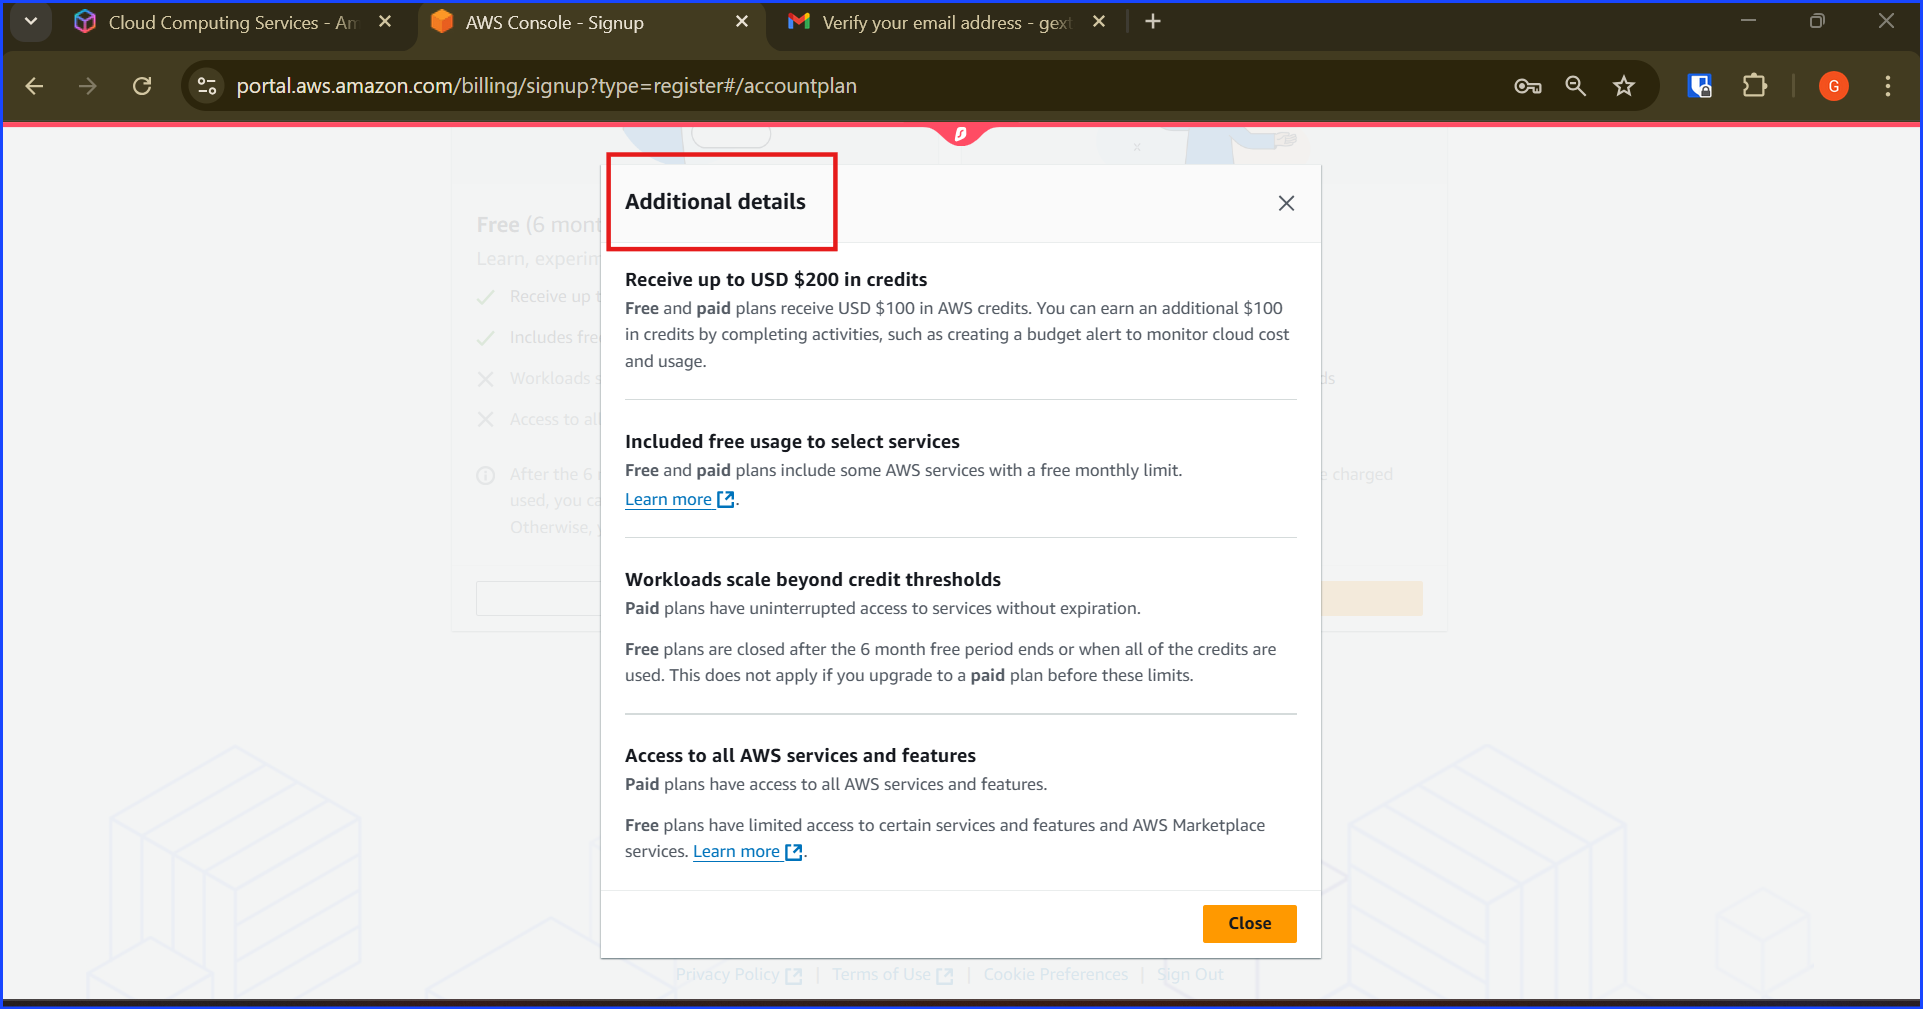 Cloud Computing Services - Am
AWS Console - Signup
Verify your email address - gext
portal.aws.amazon.com/billing/signup?type=register#/accountplan
G
Additional details
Free (6 mont
Learn, experim
Receive up t
Includes fre
Workloads s
ds
Access to all
After the 6
e charged
used, you ca
Otherwise, y
Receive up to USD $200 in credits
Free and paid plans receive USD $100 in AWS credits. You can earn an additional $100
in credits by completing activities, such as creating a budget alert to monitor cloud cost
and usage.
Included free usage to select services
Free and paid plans include some AWS services with a free monthly limit.
Learn more.
Workloads scale beyond credit thresholds
Paid plans have uninterrupted access to services without expiration.
Free plans are closed after the 6 month free period ends or when all of the credits are
used. This does not apply if you upgrade to a paid plan before these limits.
Access to all AWS services and features
Paid plans have access to all AWS services and features.
Free plans have limited access to certain services and features and AWS Marketplace
services. Learn more.
Close
Privacy Policy | Terms of Use | Cookie Preferences | Sign Out